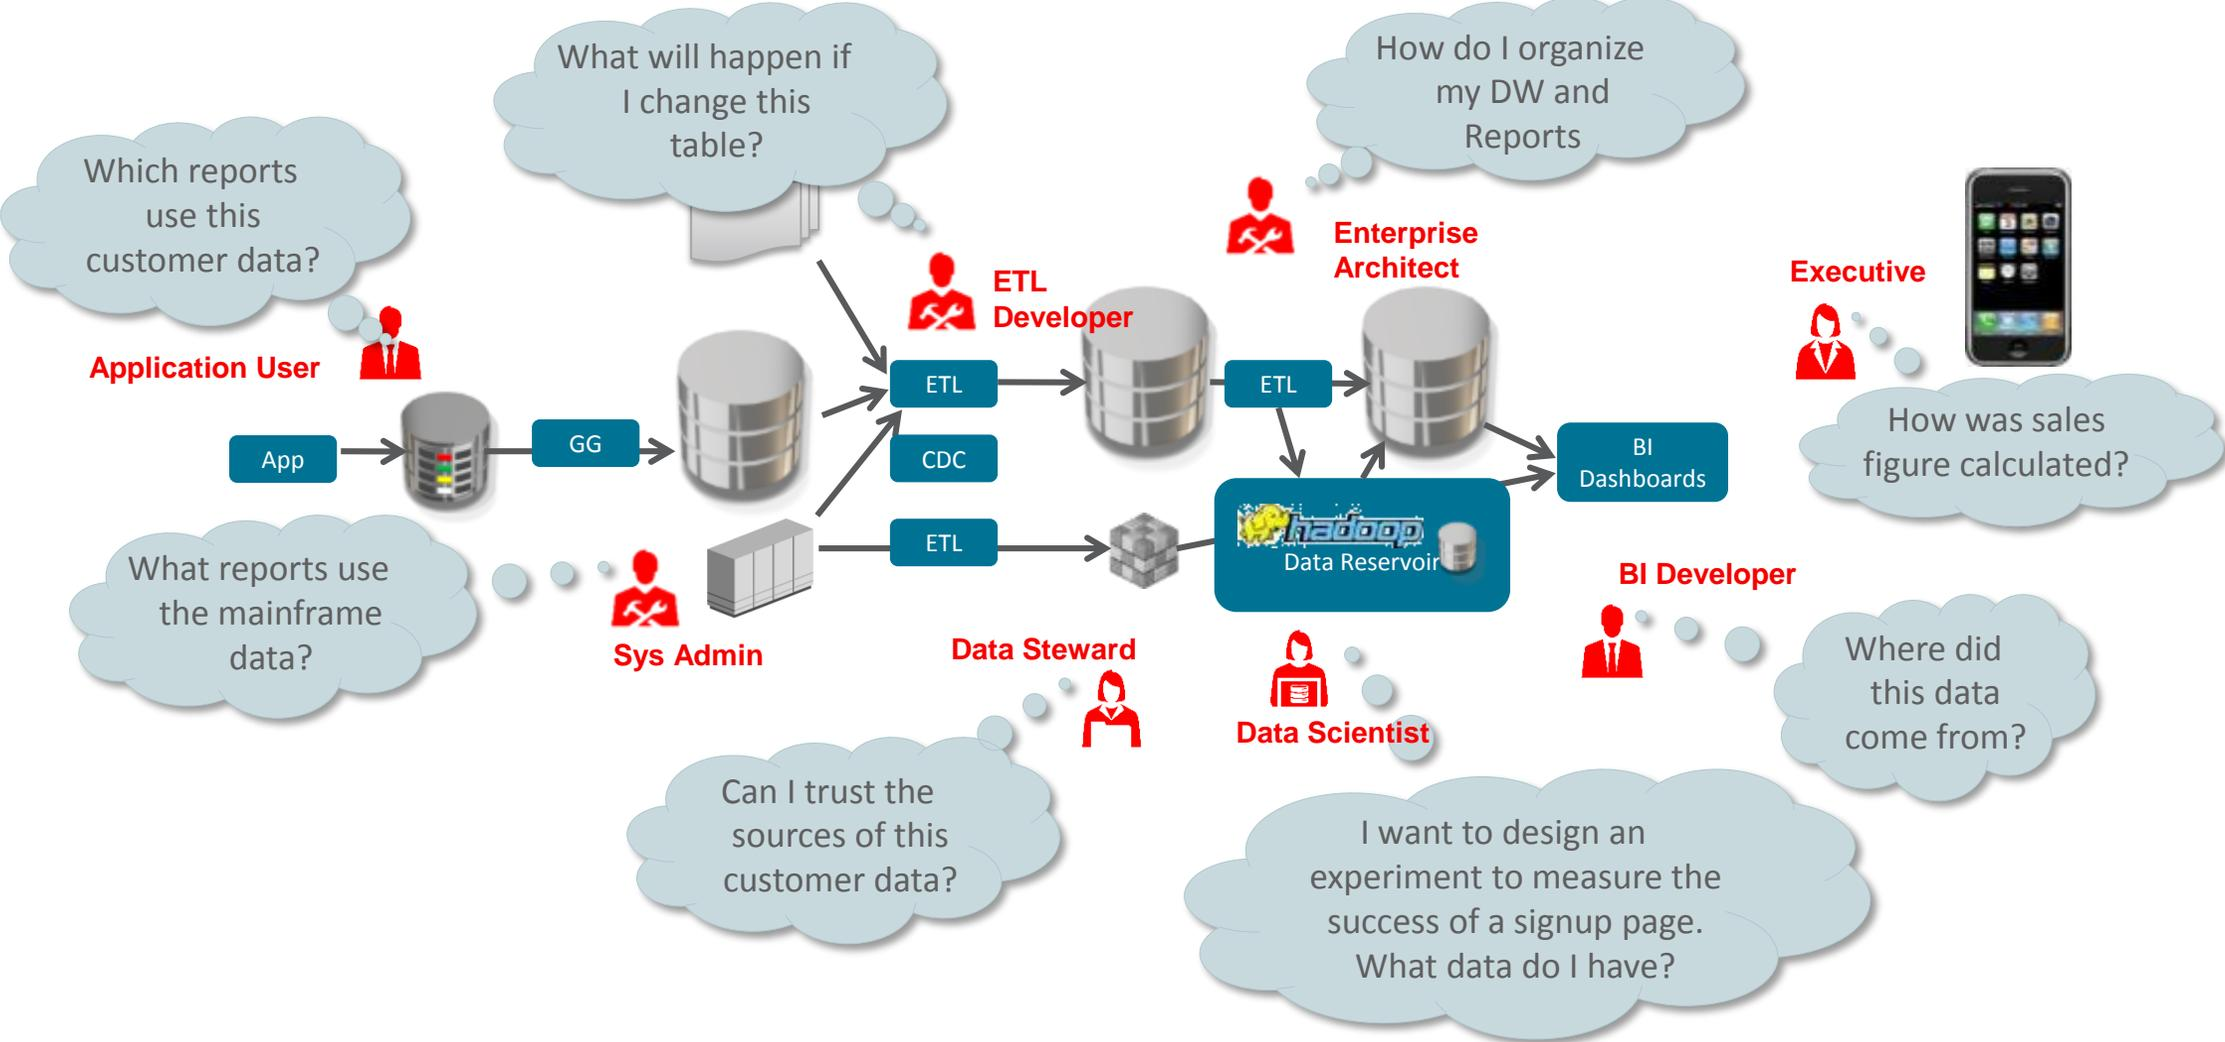 What will happen if
I change this
table?
How do I organize
my DW and
Reports
Which reports
use this
customer data?
Enterprise
Architect
Executive
ETL
Developer
Application User
ETL
ETL
How was sales
figure calculated?
App
GG
CDC
BI
Dashboards
hadoop
Data Reservoir
ETL
What reports use
the mainframe
data?
BI Developer
Sys Admin
Data Steward
Where did
this data
come from?
Data Scientist
Can I trust the
sources of this
customer data?
I want to design an
experiment to measure the
success of a signup page.
What data do I have?